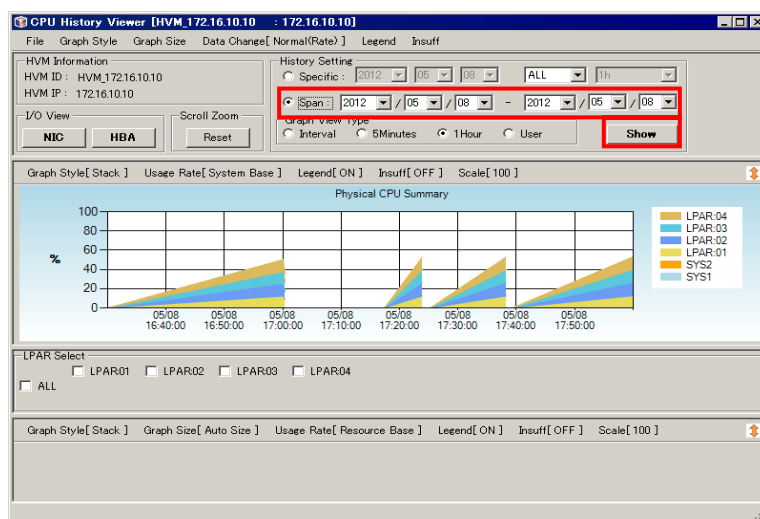 CPU History Viewer [HVM_172.16.10.10 : 172.16.10.10]
File Graph Style Graph Size Data Change[ Normal(Rate) ] Legend Insuff
HVM Information
HVM ID : HVM_172.16.10.10
HVM IP : 172.16.10.10
History Setting
Specific : 2012 05 / 08 ALL 1h
Span : 2012 / 05 / 08 - 2012 / 05 / 08
I/O View
NIC HBA
Scroll Zoom
Reset
Graph View Type
Interval 5Minutes 1Hour User
Show
Graph Style[ Stack ] Usage Rate[ System Base ] Legend[ ON ] Insuff[ OFF ] Scale[ 100 ]
Physical CPU Summary
100
80
60
%
40
20
0
05/08 05/08 05/08 05/08 05/08 05/08 05/08 05/08
16:40:00 16:50:00 17:00:00 17:10:00 17:20:00 17:30:00 17:40:00 17:50:00
LPAR:04
LPAR:03
LPAR:02
LPAR:01
SYS2
SYS1
LPAR Select
LPAR:01 LPAR:02 LPAR:03 LPAR:04
ALL
Graph Style[ Stack ] Graph Size[ Auto Size ] Usage Rate[ Resource Base ] Legend[ ON ] Insuff[ OFF ] Scale[ 100 ]